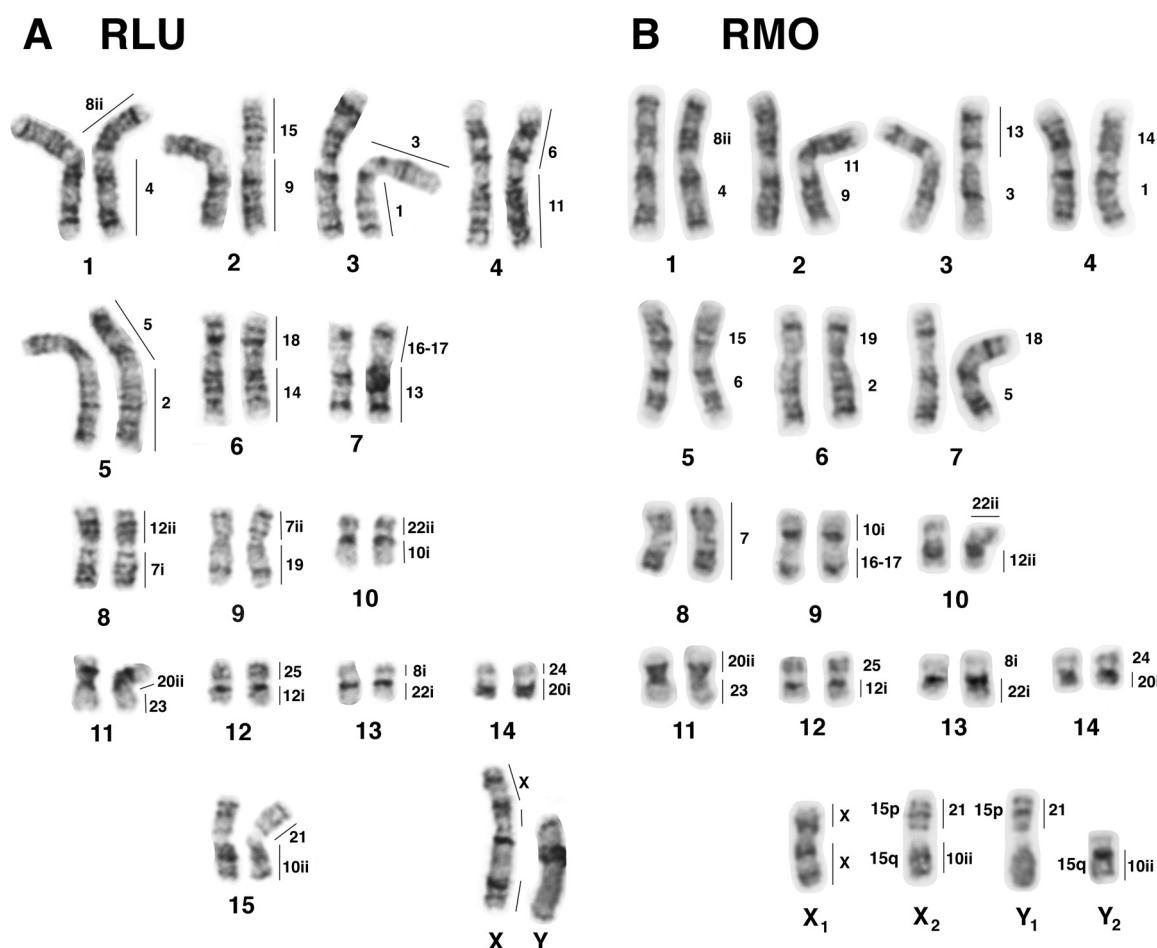 A RLU
8ii
4
1
15
9
2
3
1
3
6
11
4
5
2
5
18
14
6
16-17
13
7
12ii
7i
8
7ii
19
9
22ii
10i
10
20ii
23
11
25
12i
12
8i
22i
13
24
20i
14
21
10ii
15
X
X Y
B RMO
8ii
4
1
11
9
2
13
3
3
14
1
4
15
6
5
19
2
6
18
5
7
7
8
10i
16-17
9
22ii
12ii
10
20ii
23
11
25
12i
12
8i
22i
13
24
20i
14
X
X
X1
15p 21
15q 10ii
X2
15p 21
Y1
15q 10ii
Y2